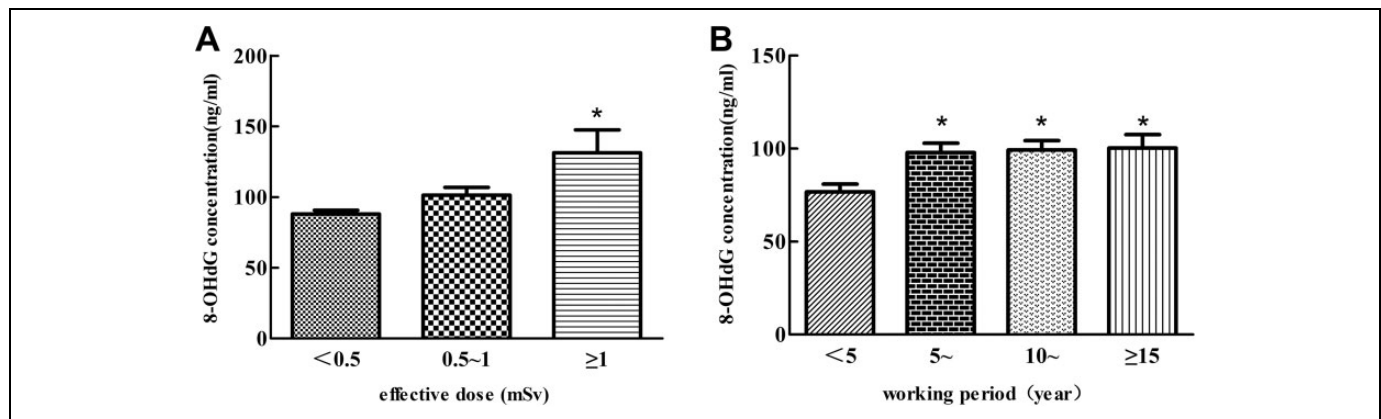 A
8-OHdG concentration(ng/ml)
200
150
100
50
0
*
<0.5 0.5~1 ≥1
effective dose (mSv)
B
8-OHdG concentration(ng/ml)
150
100
50
0
* * *
<5 5~ 10~ ≥15
working period (year)